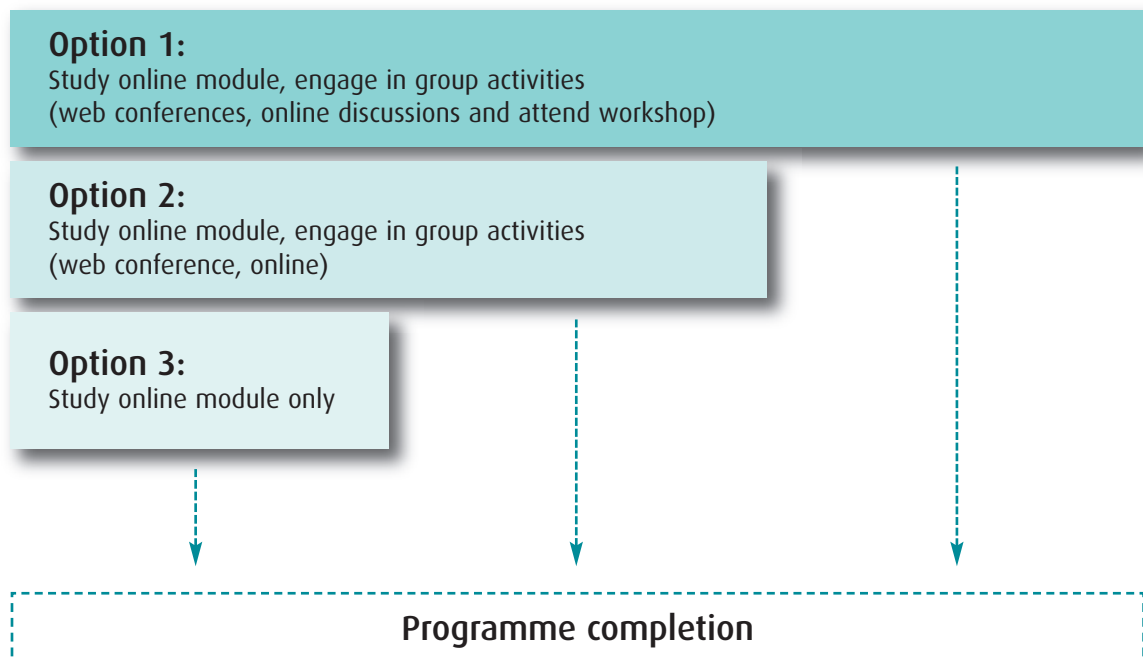 Option 1:
Study online module, engage in group activities
(web conferences, online discussions and attend workshop)
Option 2:
Study online module, engage in group activities
(web conference, online)
Option 3:
Study online module only
Programme completion